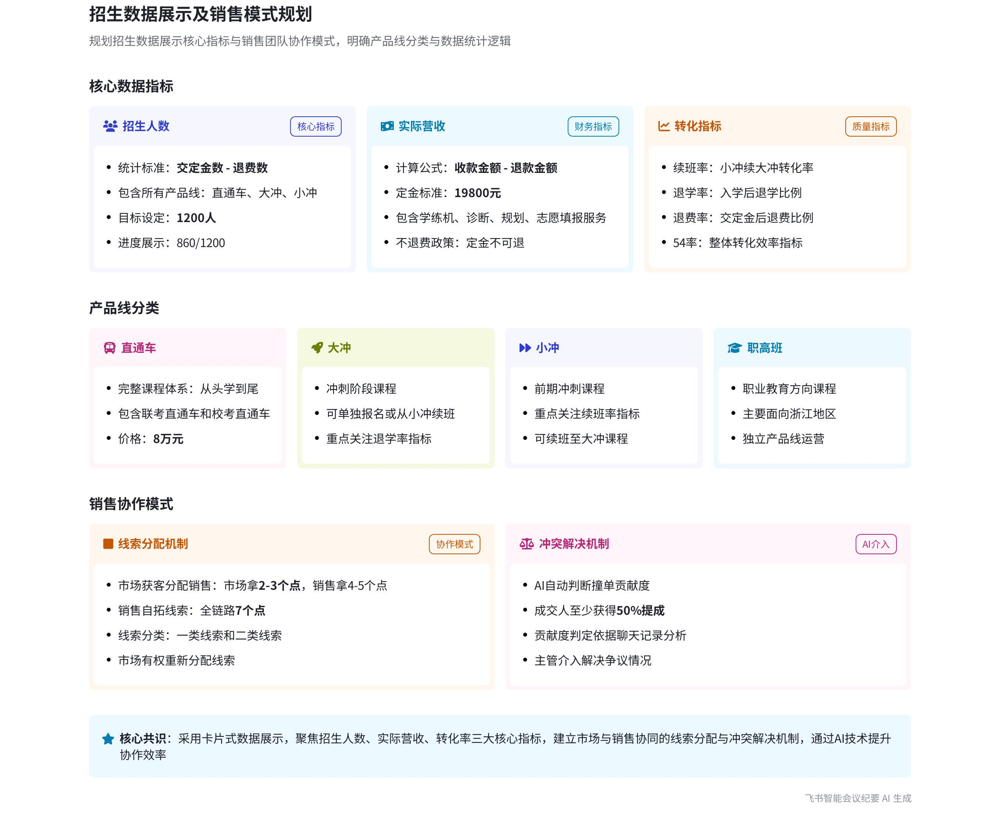 招生数据展示及销售模式规划
规划招生数据展示核心指标与销售团队协作模式，明确产品线分类与数据统计逻辑
核心数据指标
招生人数
核心指标
统计标准：交定金数 - 退费数
包含所有产品线：直通车、大冲、小冲
目标设定：1200人
进度展示：860/1200
实际营收
财务指标
计算公式：收款金额 - 退款金额
定金标准：19800元
包含学练机、诊断、规划、志愿填报服务
不退费政策：定金不可退
转化指标
质量指标
续班率：小冲续大冲转化率
退学率：入学后退学比例
退费率：交定金后退费比例
54率：整体转化效率指标
产品线分类
直通车
完整课程体系：从头学到尾
包含联考直通车和校考直通车
价格：8万元
大冲
冲刺阶段课程
可单独报名或从小冲续班
重点关注退学率指标
小冲
前期冲刺课程
重点关注续班率指标
可续班至大冲课程
职高班
职业教育方向课程
主要面向浙江地区
独立产品线运营
销售协作模式
线索分配机制
协作模式
市场获客分配销售：市场拿2-3个点，销售拿4-5个点
销售自拓线索：全链路7个点
线索分类：一类线索和二类线索
市场有权重新分配线索
冲突解决机制
AI介入
AI自动判断撞单贡献度
成交人至少获得50%提成
贡献度判定依据聊天记录分析
主管介入解决争议情况
核心共识：采用卡片式数据展示，聚焦招生人数、实际营收、转化率三大核心指标，建立市场与销售协同的线索分配与冲突解决机制，通过AI技术提升
协作效率
飞书智能会议纪要 AI 生成